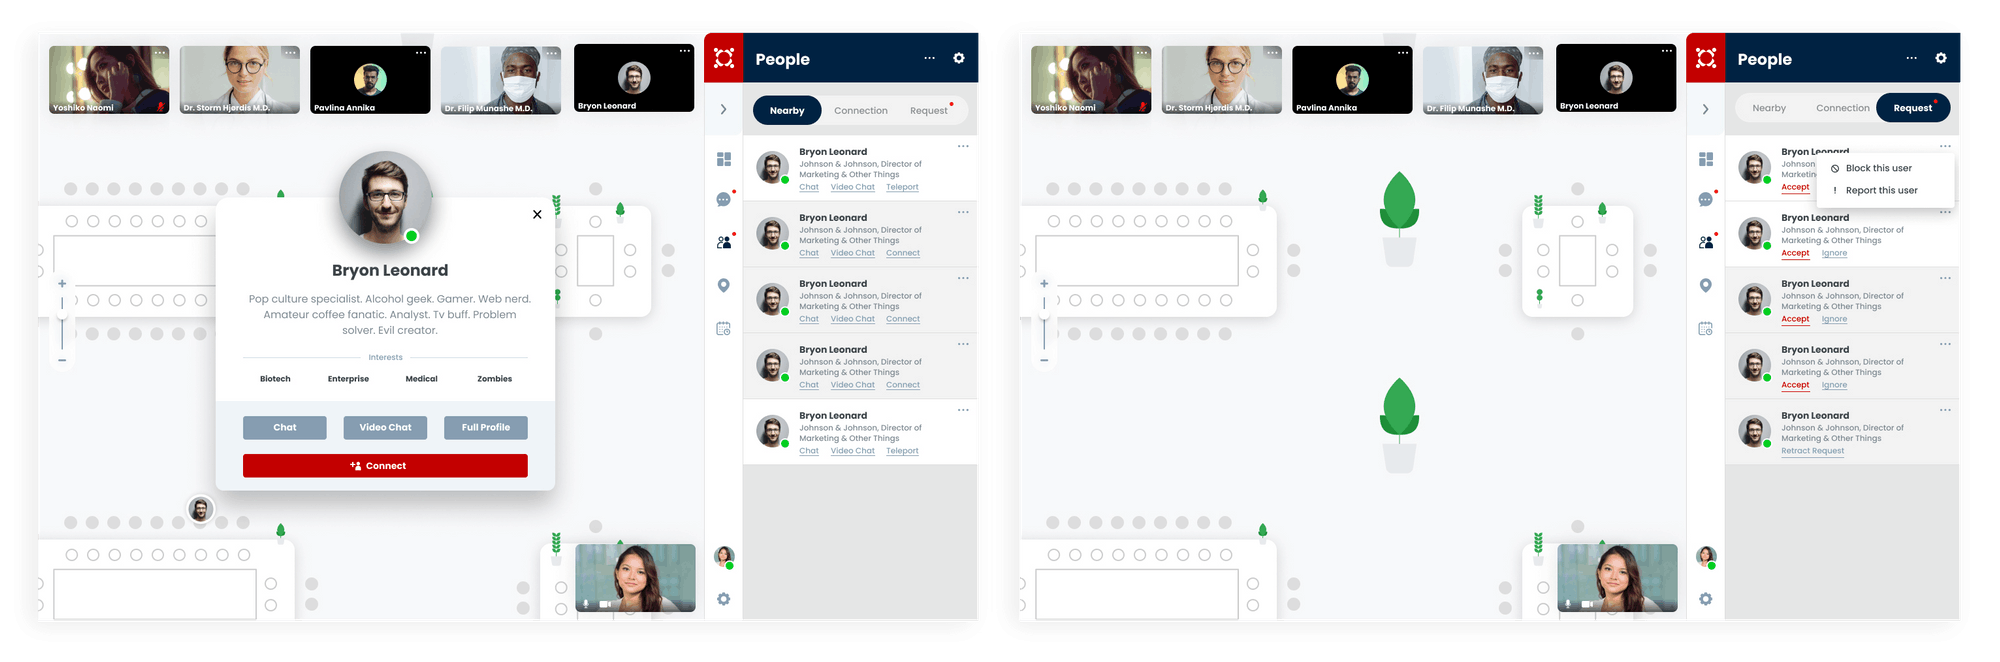 Yoshiko Naomi
Dr. Storm Hjerdis M.D.
Pavlina Annika
Dr. Filip Munashe M.D.
Bryon Leonard
People
Nearby
Connection
Request
Bryon Leonard
Pop culture specialist. Alcohol geek. Gamer. Web nerd.
Amateur coffee fanatic. Analyst. Tv buff. Problem
solver. Evil creator.
Interests
Biotech
Enterprise
Medical
Zombies
Chat
Video Chat
Full Profile
Connect
Bryon Leonard
Johnson & Johnson, Director of
Marketing & Other Things
Chat Video Chat Teleport
Bryon Leonard
Johnson & Johnson, Director of
Marketing & Other Things
Chat Video Chat Connect
Bryon Leonard
Johnson & Johnson, Director of
Marketing & Other Things
Chat Video Chat Connect
Bryon Leonard
Johnson & Johnson, Director of
Marketing & Other Things
Chat Video Chat Connect
Bryon Leonard
Johnson & Johnson, Director of
Marketing & Other Things
Chat Video Chat Teleport
Yoshiko Naomi
Dr. Storm Hjerdis M.D.
Pavlina Annika
Dr. Filip Munashe M.D.
Bryon Leonard
People
Nearby
Connection
Request
Bryon Leonard
Accept
Block this user
Report this user
Bryon Leonard
Johnson & Johnson, Director of
Marketing & Other Things
Accept Ignore
Bryon Leonard
Johnson & Johnson, Director of
Marketing & Other Things
Accept Ignore
Bryon Leonard
Johnson & Johnson, Director of
Marketing & Other Things
Accept Ignore
Bryon Leonard
Johnson & Johnson, Director of
Marketing & Other Things
Retract Request